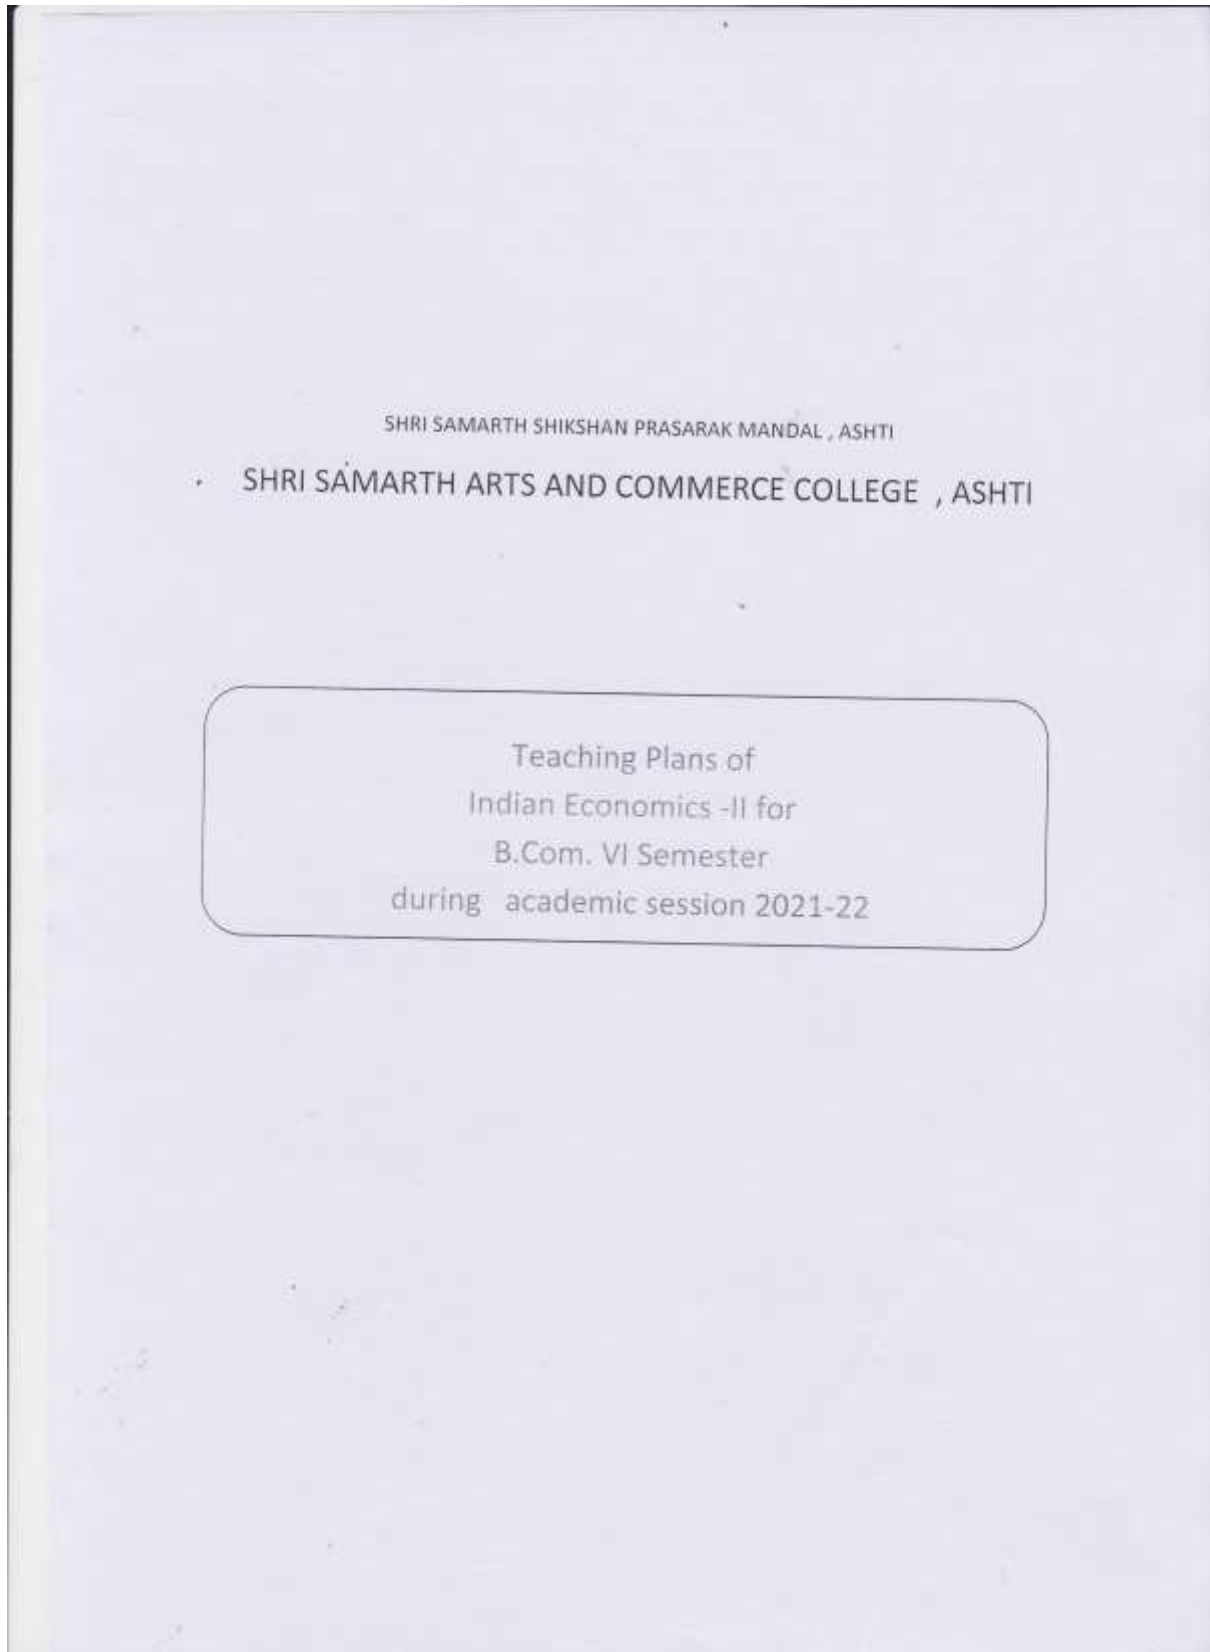 SHRI SAMARTH SHIKSHAN PRASARAK MANDAL , ASHTI
SHRI SAMARTH ARTS AND COMMERCE COLLEGE , ASHTI
Teaching Plans of
Indian Economics -II for
B.Com. VI Semester
during academic session 2021-22